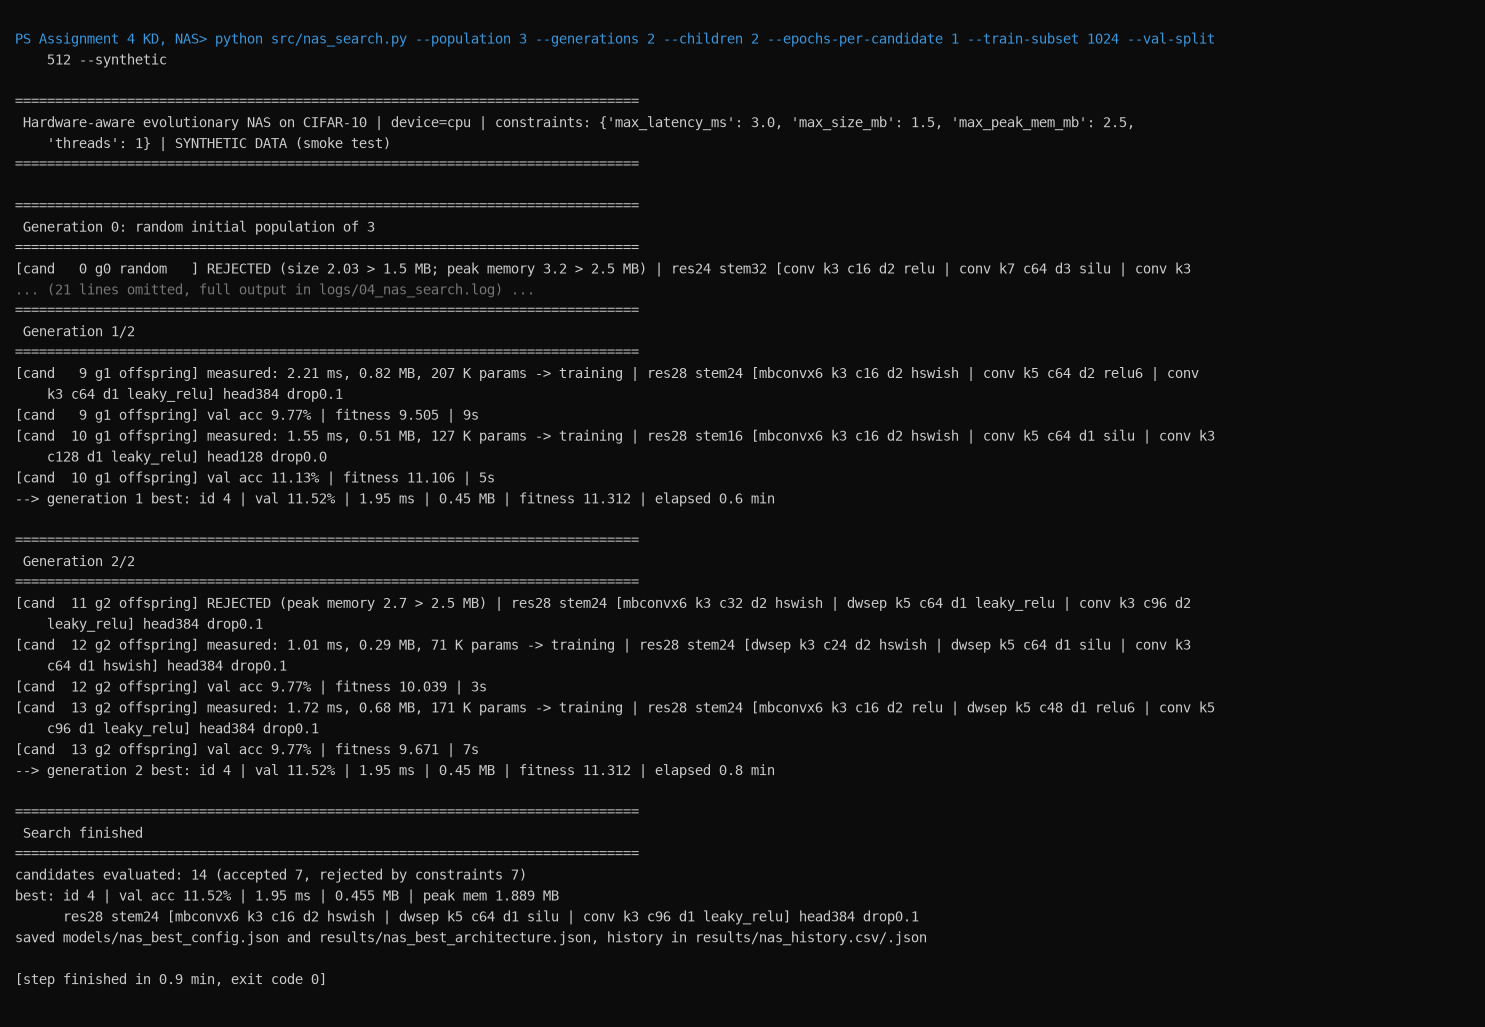 PS Assignment 4 KD, NAS> python src/nas_search.py --population 3 --generations 2 --children 2 --epochs-per-candidate 1 --train-subset 1024 --val-split
    512 --synthetic
==============================================================================
 Hardware-aware evolutionary NAS on CIFAR-10 | device=cpu | constraints: {'max_latency_ms': 3.0, 'max_size_mb': 1.5, 'max_peak_mem_mb': 2.5,
    'threads': 1} | SYNTHETIC DATA (smoke test)
==============================================================================
==============================================================================
 Generation 0: random initial population of 3
==============================================================================
[cand   0 g0 random   ] REJECTED (size 2.03 > 1.5 MB; peak memory 3.2 > 2.5 MB) | res24 stem32 [conv k3 c16 d2 relu | conv k7 c64 d3 silu | conv k3
... (21 lines omitted, full output in logs/04_nas_search.log) ...
==============================================================================
 Generation 1/2
==============================================================================
[cand   9 g1 offspring] measured: 2.21 ms, 0.82 MB, 207 K params -> training | res28 stem24 [mbconvx6 k3 c16 d2 hswish | conv k5 c64 d2 relu6 | conv
    k3 c64 d1 leaky_relu] head384 drop0.1
[cand   9 g1 offspring] val acc 9.77% | fitness 9.505 | 9s
[cand  10 g1 offspring] measured: 1.55 ms, 0.51 MB, 127 K params -> training | res28 stem16 [mbconvx6 k3 c16 d2 hswish | conv k5 c64 d1 silu | conv k3
    c128 d1 leaky_relu] head128 drop0.0
[cand  10 g1 offspring] val acc 11.13% | fitness 11.106 | 5s
--> generation 1 best: id 4 | val 11.52% | 1.95 ms | 0.45 MB | fitness 11.312 | elapsed 0.6 min
==============================================================================
 Generation 2/2
==============================================================================
[cand  11 g2 offspring] REJECTED (peak memory 2.7 > 2.5 MB) | res28 stem24 [mbconvx6 k3 c32 d2 hswish | dwsep k5 c64 d1 leaky_relu | conv k3 c96 d2
    leaky_relu] head384 drop0.1
[cand  12 g2 offspring] measured: 1.01 ms, 0.29 MB, 71 K params -> training | res28 stem24 [dwsep k3 c24 d2 hswish | dwsep k5 c64 d1 silu | conv k3
    c64 d1 hswish] head384 drop0.1
[cand  12 g2 offspring] val acc 9.77% | fitness 10.039 | 3s
[cand  13 g2 offspring] measured: 1.72 ms, 0.68 MB, 171 K params -> training | res28 stem24 [mbconvx6 k3 c16 d2 relu | dwsep k5 c48 d1 relu6 | conv k5
    c96 d1 leaky_relu] head384 drop0.1
[cand  13 g2 offspring] val acc 9.77% | fitness 9.671 | 7s
--> generation 2 best: id 4 | val 11.52% | 1.95 ms | 0.45 MB | fitness 11.312 | elapsed 0.8 min
==============================================================================
 Search finished
==============================================================================
candidates evaluated: 14 (accepted 7, rejected by constraints 7)
best: id 4 | val acc 11.52% | 1.95 ms | 0.455 MB | peak mem 1.889 MB
      res28 stem24 [mbconvx6 k3 c16 d2 hswish | dwsep k5 c64 d1 silu | conv k3 c96 d1 leaky_relu] head384 drop0.1
saved models/nas_best_config.json and results/nas_best_architecture.json, history in results/nas_history.csv/.json
[step finished in 0.9 min, exit code 0]